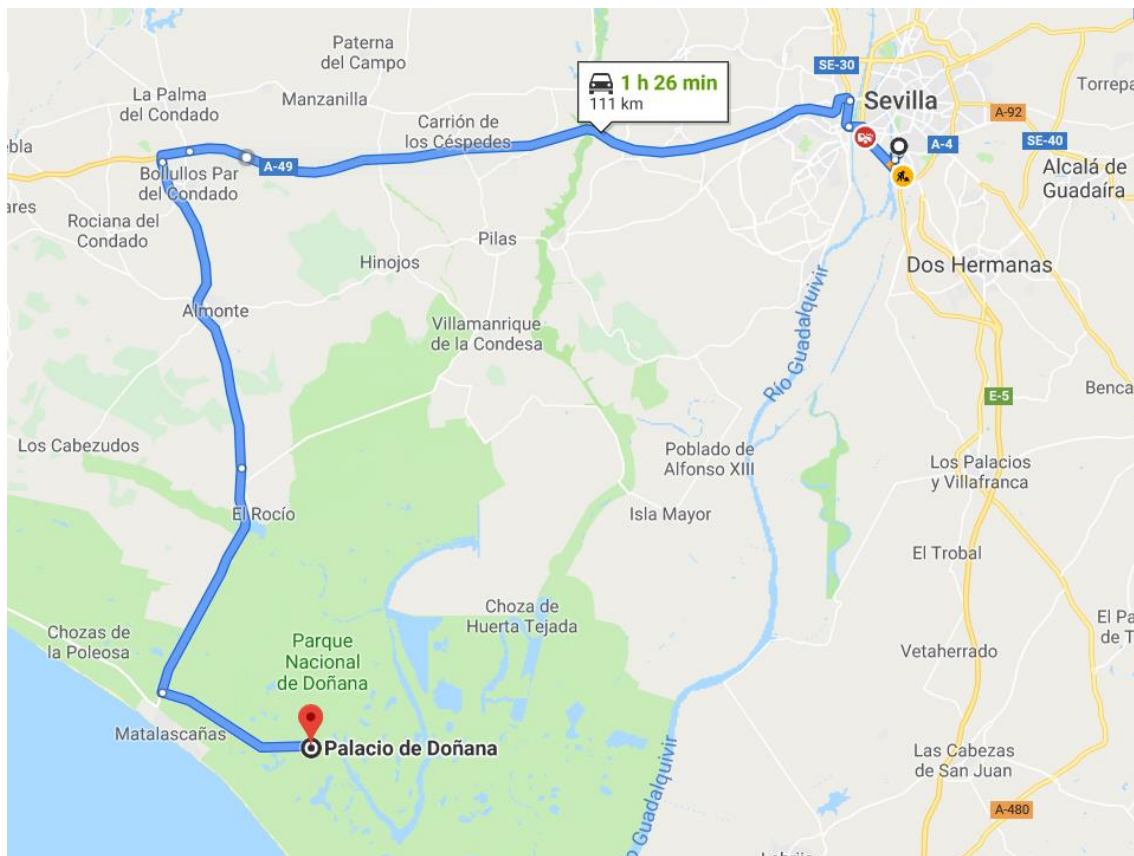 Paterna
del Campo
SE-30
1 h 26 min
111 km
La Palma
del Condado
Manzanilla
Sevilla
Torrepa
A-92
Carrión de
los Céspedes
ebla
A-49
A-4
SE-40
Bollullos Par
del Condado
Alcalá de
Guadaíra
ares
Rociana del
Condado
Pilas
Hinojos
Dos Hermanas
Almonte
Villamanrique
de la Condesa
Río Guadalquivir
E-5
Benca
Los Cabezudos
Poblado de
Alfonso XIII
Los Palacios
y Villafranca
El Rocío
Isla Mayor
El Trobal
Choza de
Huerta Tejada
Chozas de
la Poleosa
Parque
Nacional
de Doñana
El Pa
de T
Vetaherrado
Matalascañas
Palacio de Doñana
o Guadalquivir
Las Cabezas
de San Juan
A-480